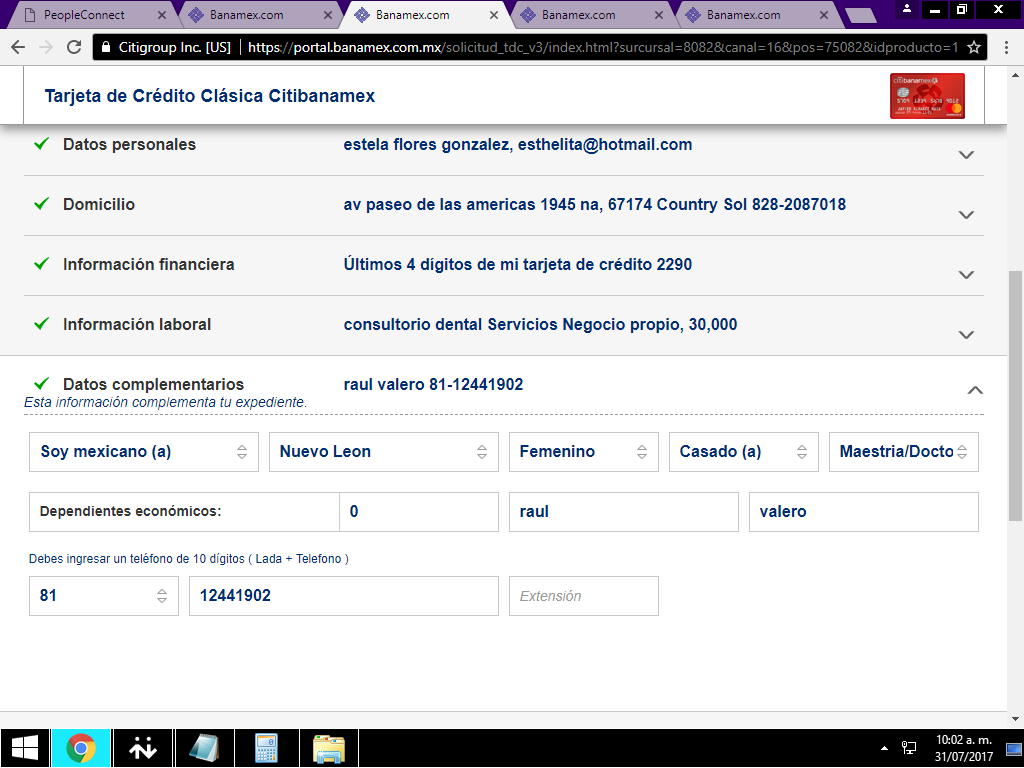 PeopleConnect
Banamex.com
Banamex.com
Banamex.com
Banamex.com
Citigroup Inc. [US] | https://portal.banamex.com.mx/solicitud_tdc_v3/index.html?sursursal=8082&canal=16&pos=75082&idproducto=1
Tarjeta de Crédito Clásica Citibanamex
Datos personales estela flores gonzalez, esthelita@hotmail.com
Domicilio av paseo de las americas 1945 na, 67174 Country Sol 828-2087018
Información financiera Últimos 4 dígitos de mi tarjeta de crédito 2290
Información laboral consultorio dental Servicios Negocio propio, 30,000
Datos complementarios raul valero 81-12441902
Esta información complementa tu expediente.
Soy mexicano (a) Nuevo Leon Femenino Casado (a) Maestria/Docto
Dependientes económicos: 0 raul valero
Debes ingresar un teléfono de 10 dígitos ( Lada + Telefono )
81 12441902 Extensión
10:02 a. m.
31/07/2017